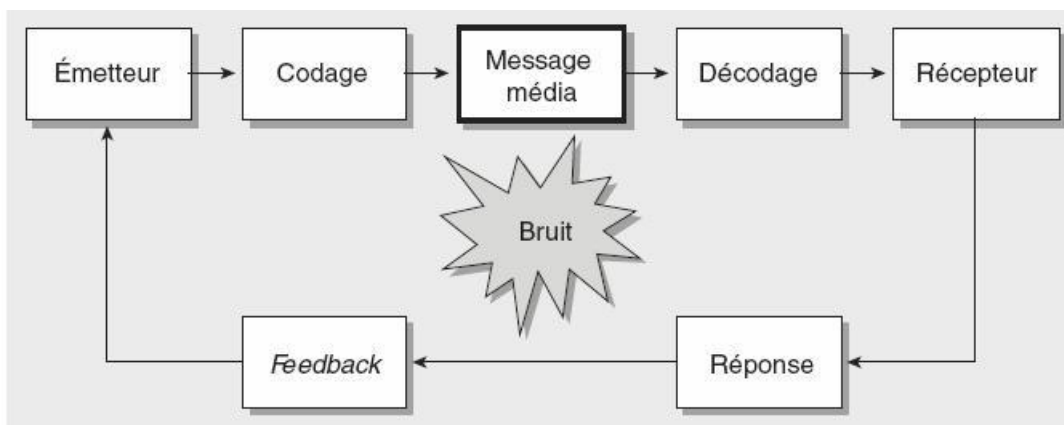 Émetteur
Codage
Message
média
Décodage
Récepteur
Bruit
Feedback
Réponse